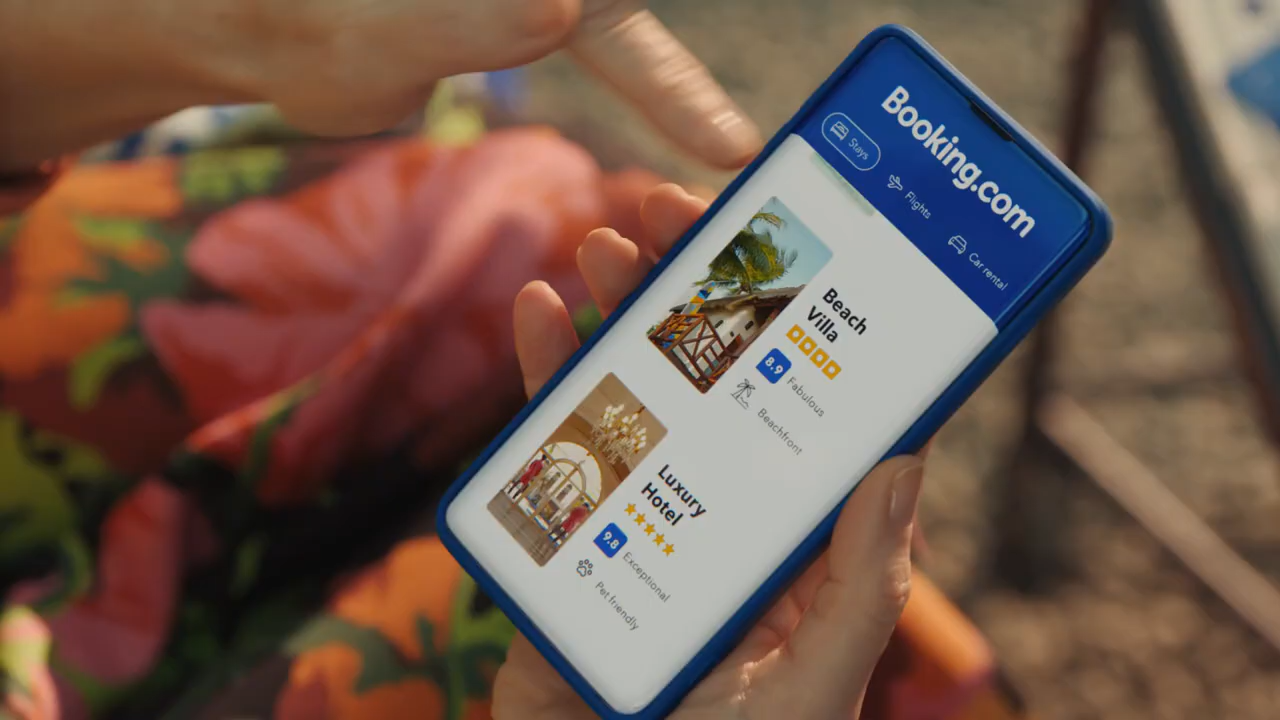 Booking.com
Stays
Flights
Car rental
Beach
Villa
8.9
Fabulous
Beachfront
Luxury
Hotel
9.8
Exceptional
Pet friendly